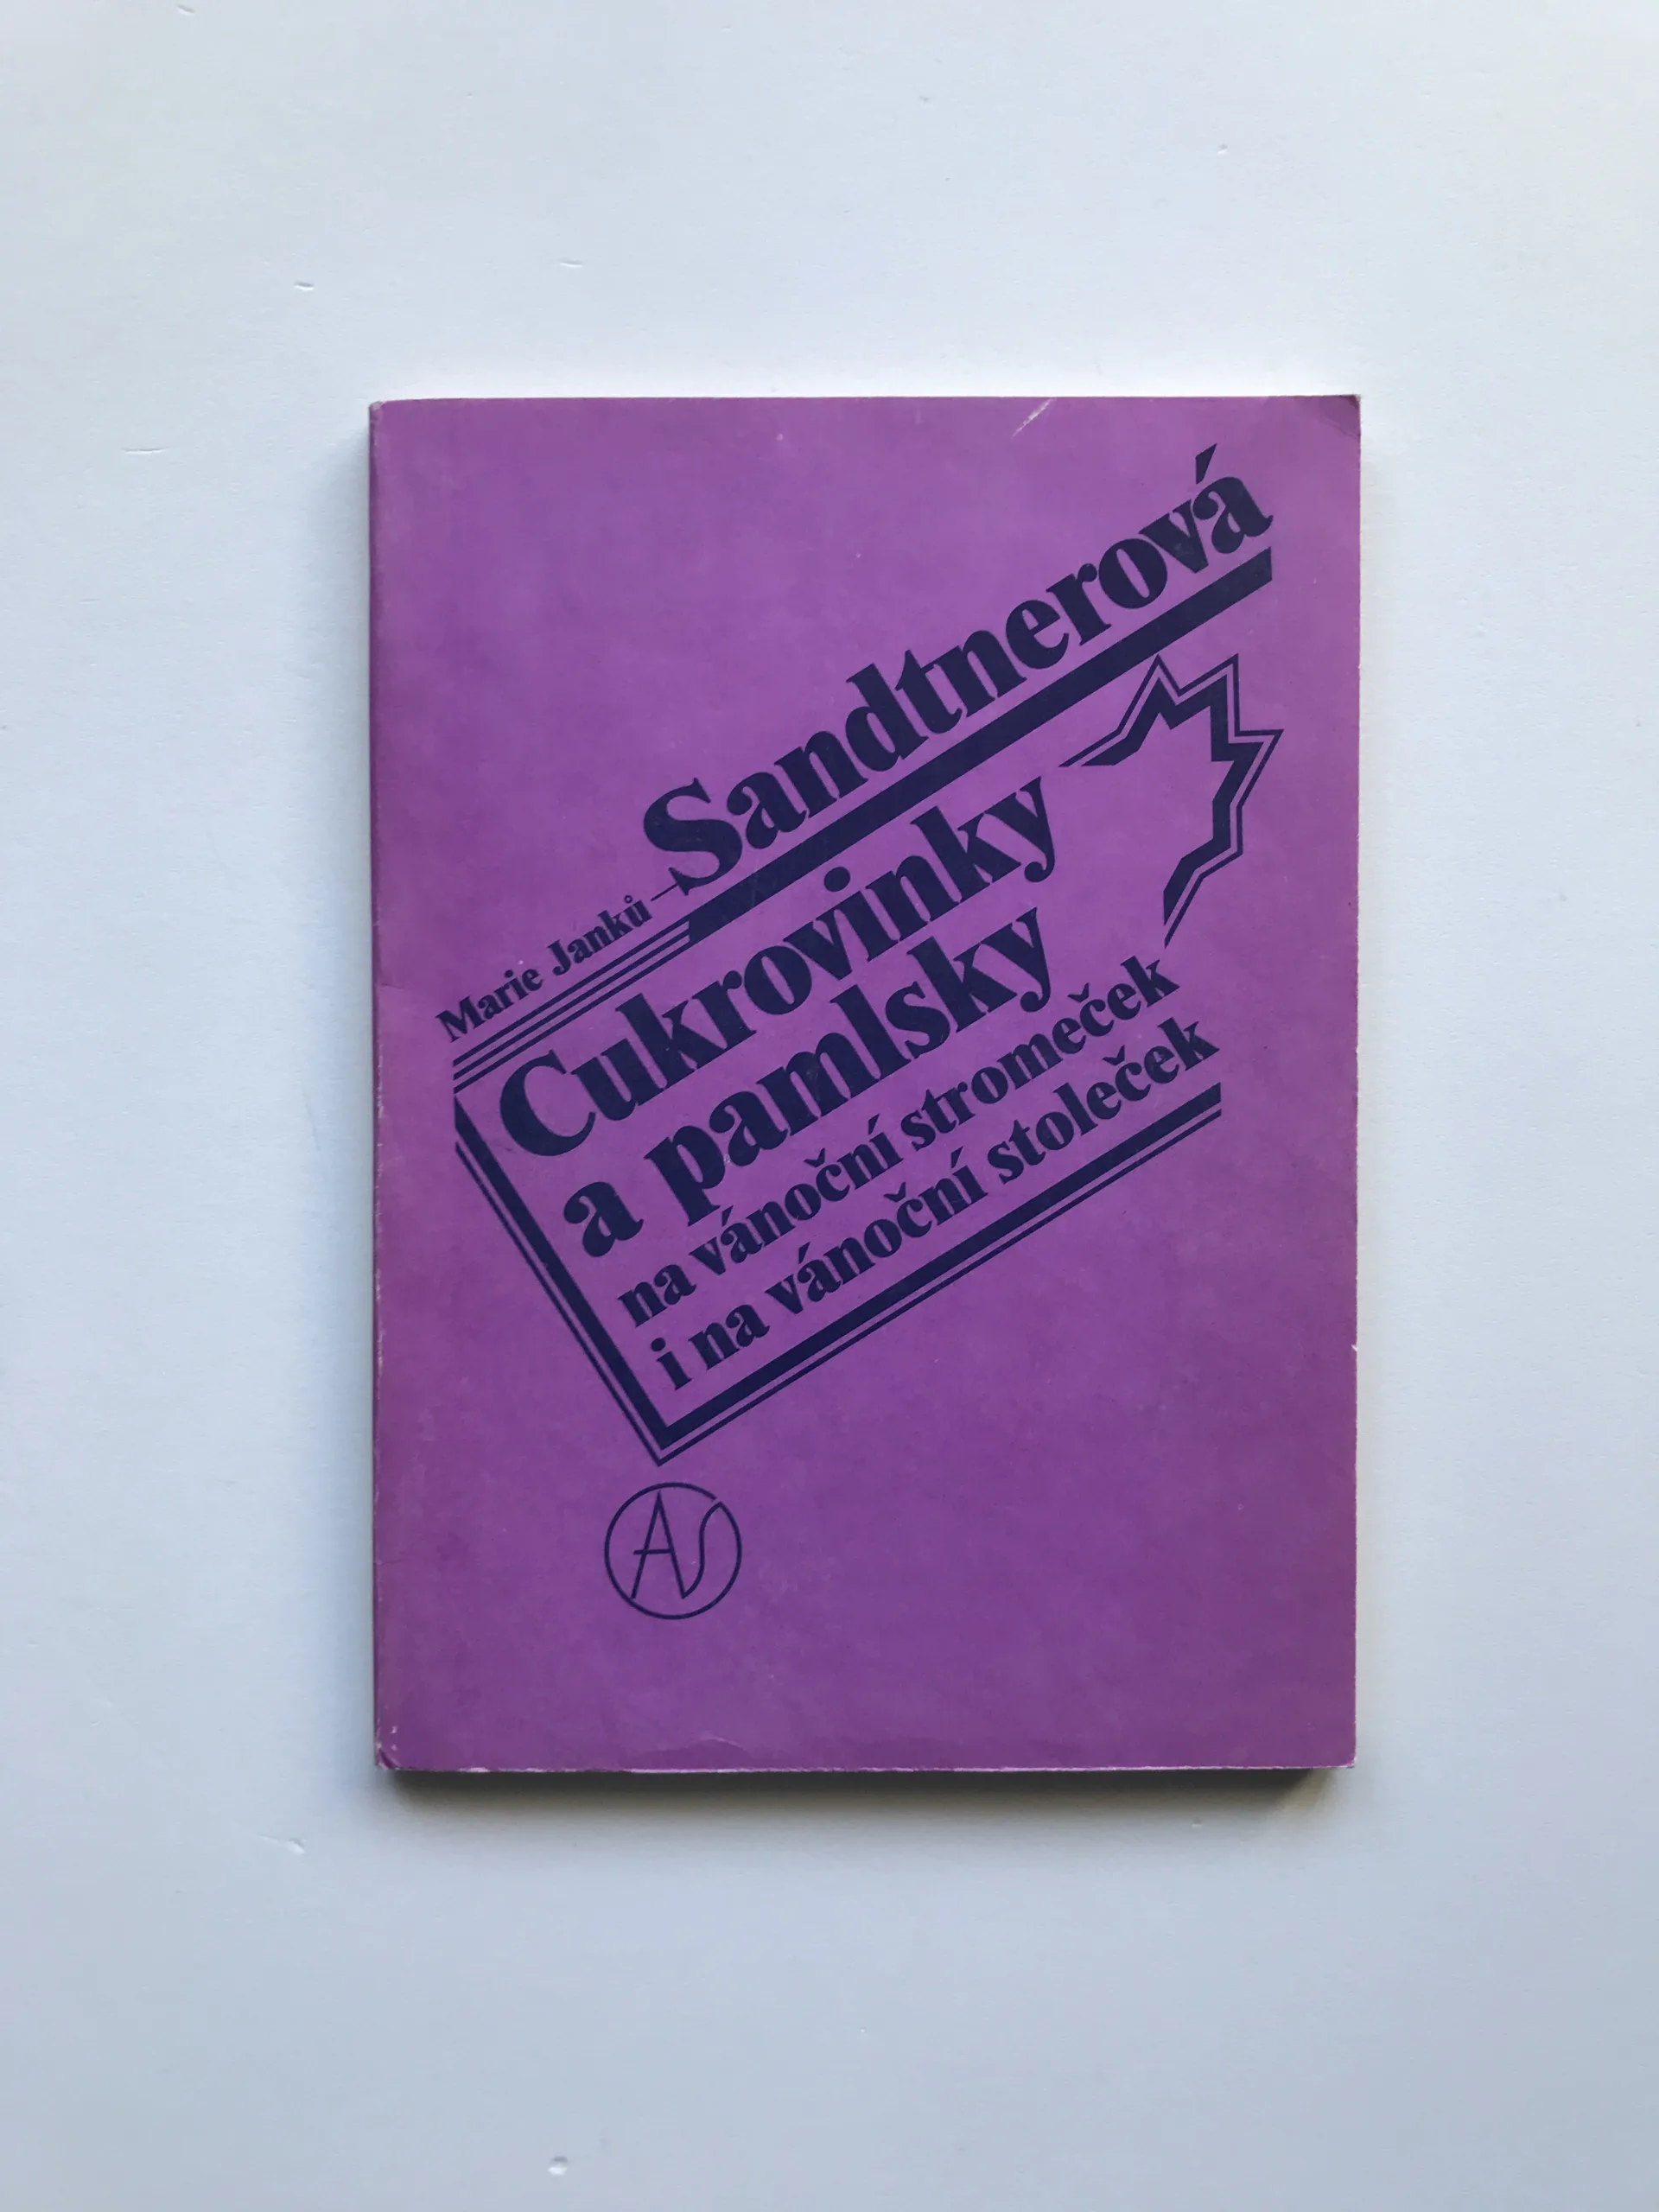 Marie Janků – Sandtnerová
Cukrovinky
a pamlsky
na vánoční stromeček
i na vánoční stoleček
AS